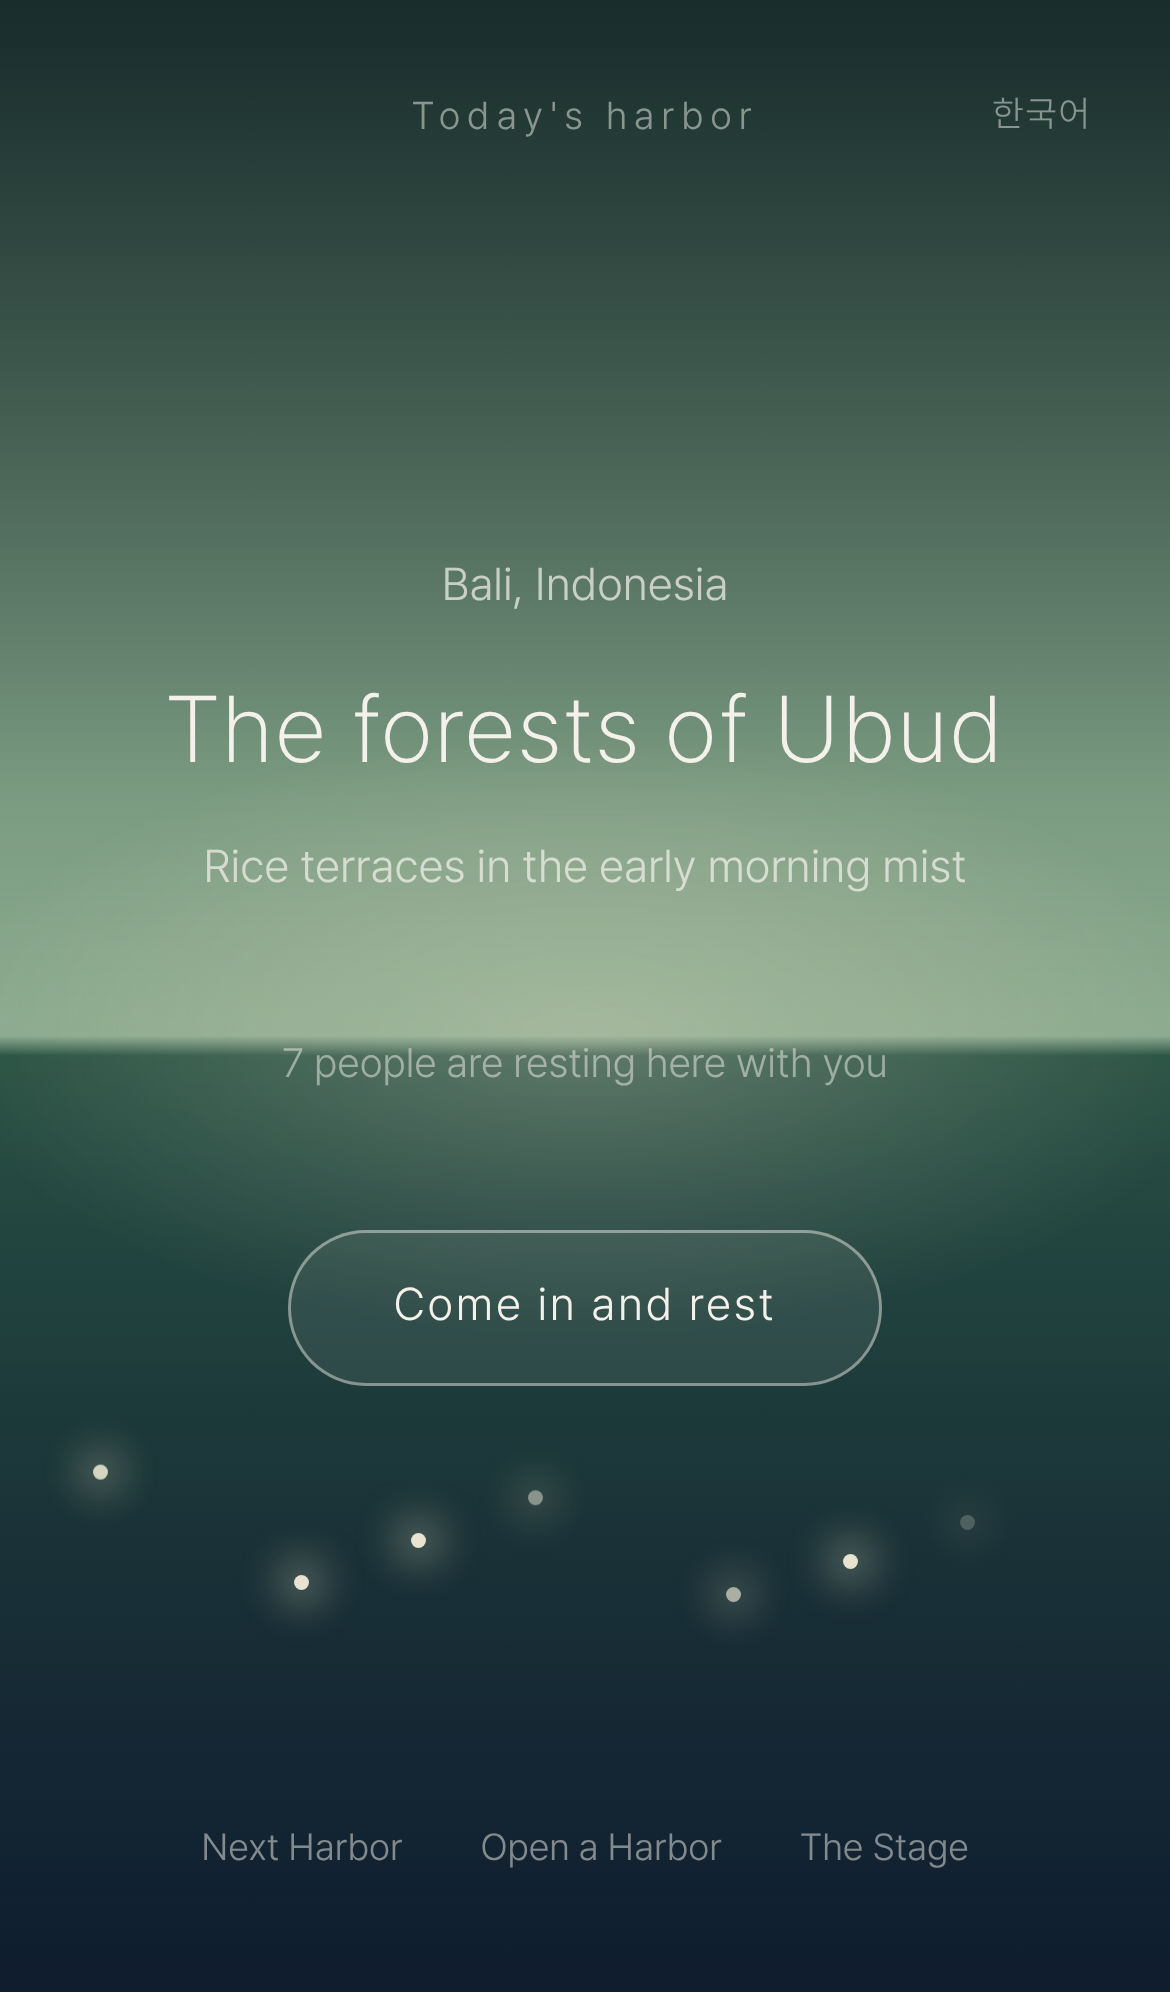 Today's harbor
한국어
Bali, Indonesia
The forests of Ubud
Rice terraces in the early morning mist
7 people are resting here with you
Come in and rest
Next Harbor
Open a Harbor
The Stage